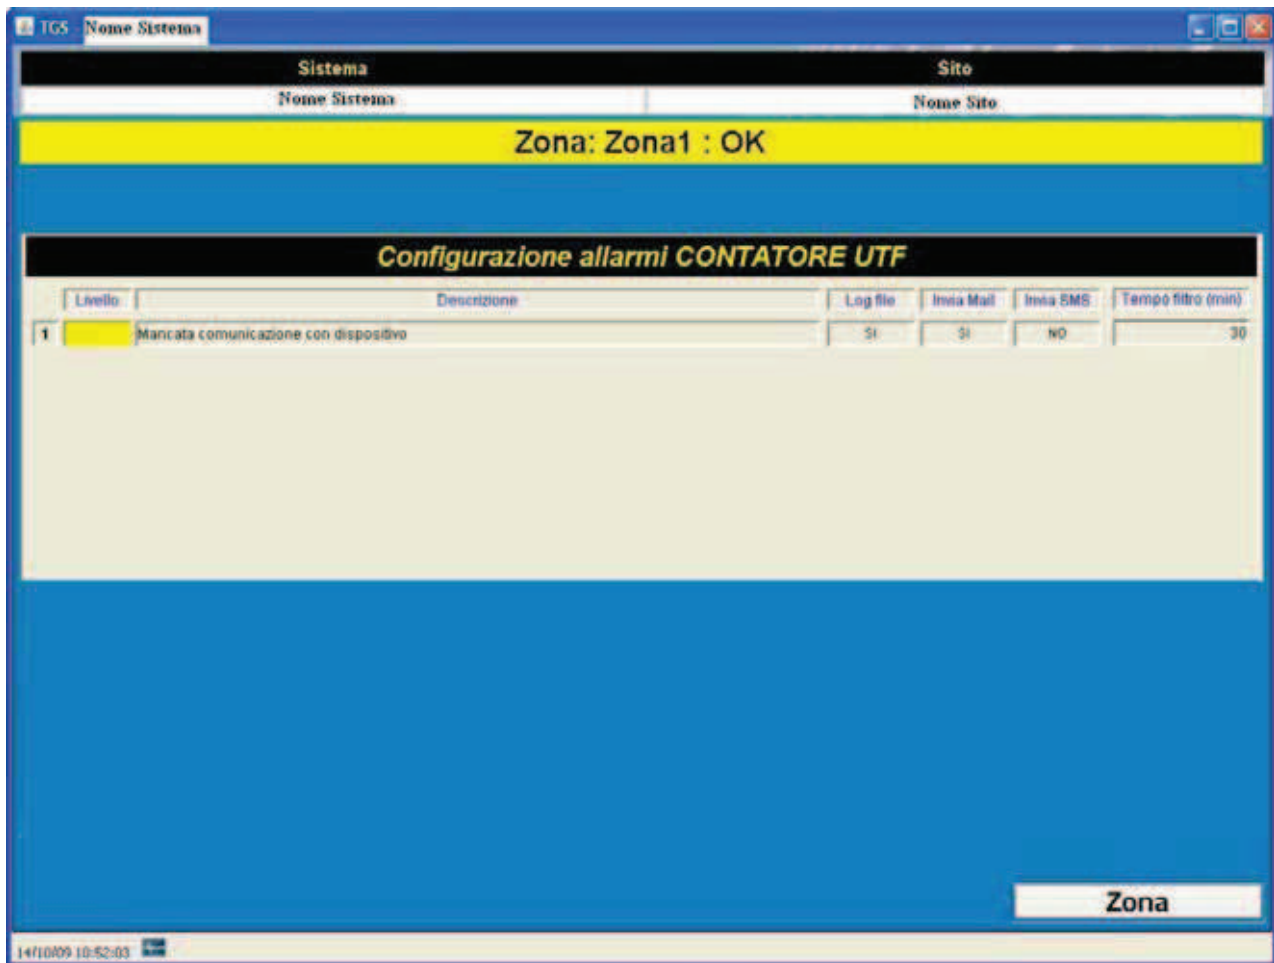 TGS Nome Sistema
Sistema Sito
Nome Sistema Nome Sito
Zona: Zona1 : OK
Configurazione allarmi CONTATORE UTF
Livello Descrizione Log file Invia Mail Invia SMS Tempo filtro (min)
1 Mancata comunicazione con dispositivo SI SI NO 30
Zona
14/10/09 10:52:03